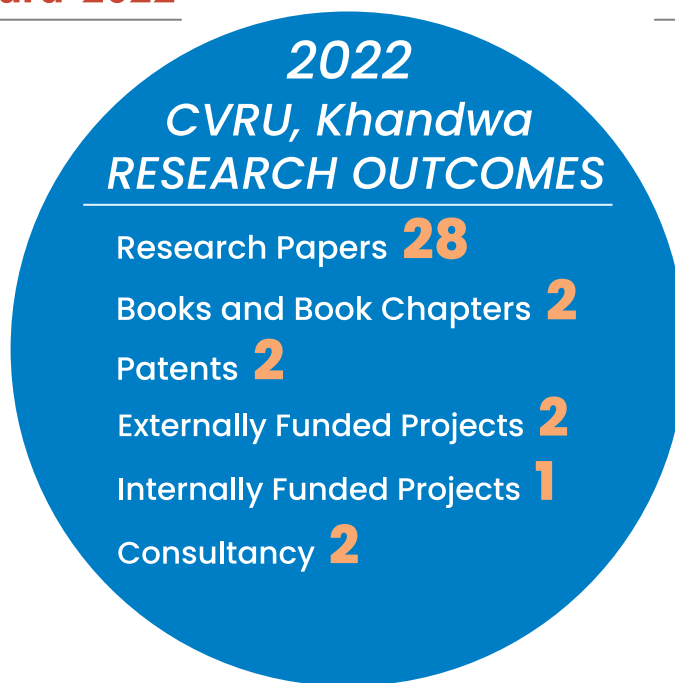 2022
2022
CVRU, Khandwa
RESEARCH OUTCOMES
Research Papers 28
Books and Book Chapters 2
Patents 2
Externally Funded Projects 2
Internally Funded Projects 1
Consultancy 2